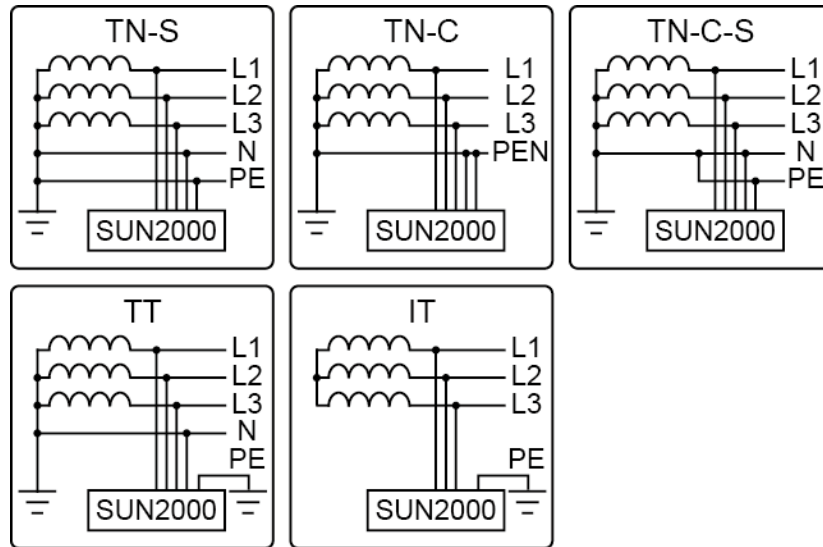 TN-S
L1
L2
L3
N
PE
SUN2000
TN-C
L1
L2
L3
PEN
SUN2000
TN-C-S
L1
L2
L3
N
PE
SUN2000
TT
L1
L2
L3
N
PE
SUN2000
IT
L1
L2
L3
PE
SUN2000